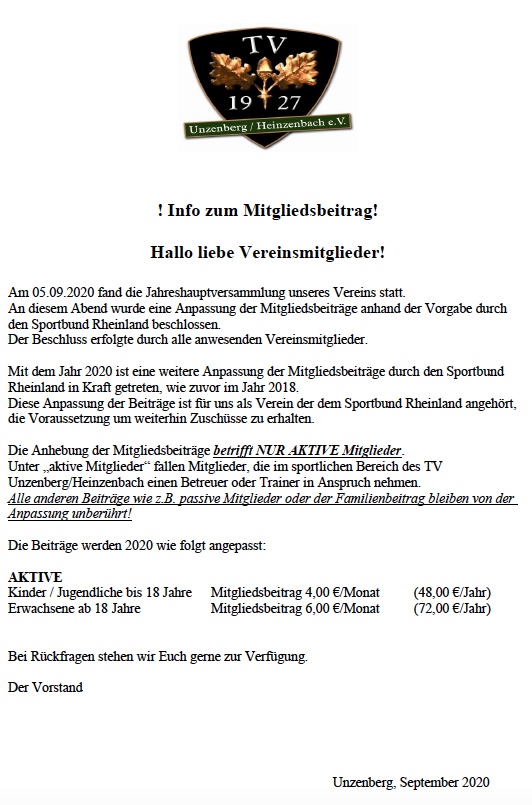 TV
19 27
Unzenberg / Heinzenbach e.V.
! Info zum Mitgliedsbeitrag!
Hallo liebe Vereinsmitglieder!
Am 05.09.2020 fand die Jahreshauptversammlung unseres Vereins statt.
An diesem Abend wurde eine Anpassung der Mitgliedsbeiträge anhand der Vorgabe durch
den Sportbund Rheinland beschlossen.
Der Beschluss erfolgte durch alle anwesenden Vereinsmitglieder.
Mit dem Jahr 2020 ist eine weitere Anpassung der Mitgliedsbeiträge durch den Sportbund
Rheinland in Kraft getreten, wie zuvor im Jahr 2018.
Diese Anpassung der Beiträge ist für uns als Verein der dem Sportbund Rheinland angehört,
die Voraussetzung um weiterhin Zuschüsse zu erhalten.
Die Anhebung der Mitgliedsbeiträge betrifft NUR AKTIVE Mitglieder.
Unter „aktive Mitglieder“ fallen Mitglieder, die im sportlichen Bereich des TV
Unzenberg/Heinzenbach einen Betreuer oder Trainer in Anspruch nehmen.
Alle anderen Beiträge wie z.B. passive Mitglieder oder der Familienbeitrag bleiben von der
Anpassung unberührt!
Die Beiträge werden 2020 wie folgt angepasst:
AKTIVE
Kinder / Jugendliche bis 18 Jahre Mitgliedsbeitrag 4,00 €/Monat (48,00 €/Jahr)
Erwachsene ab 18 Jahre Mitgliedsbeitrag 6,00 €/Monat (72,00 €/Jahr)
Bei Rückfragen stehen wir Euch gerne zur Verfügung.
Der Vorstand
Unzenberg, September 2020